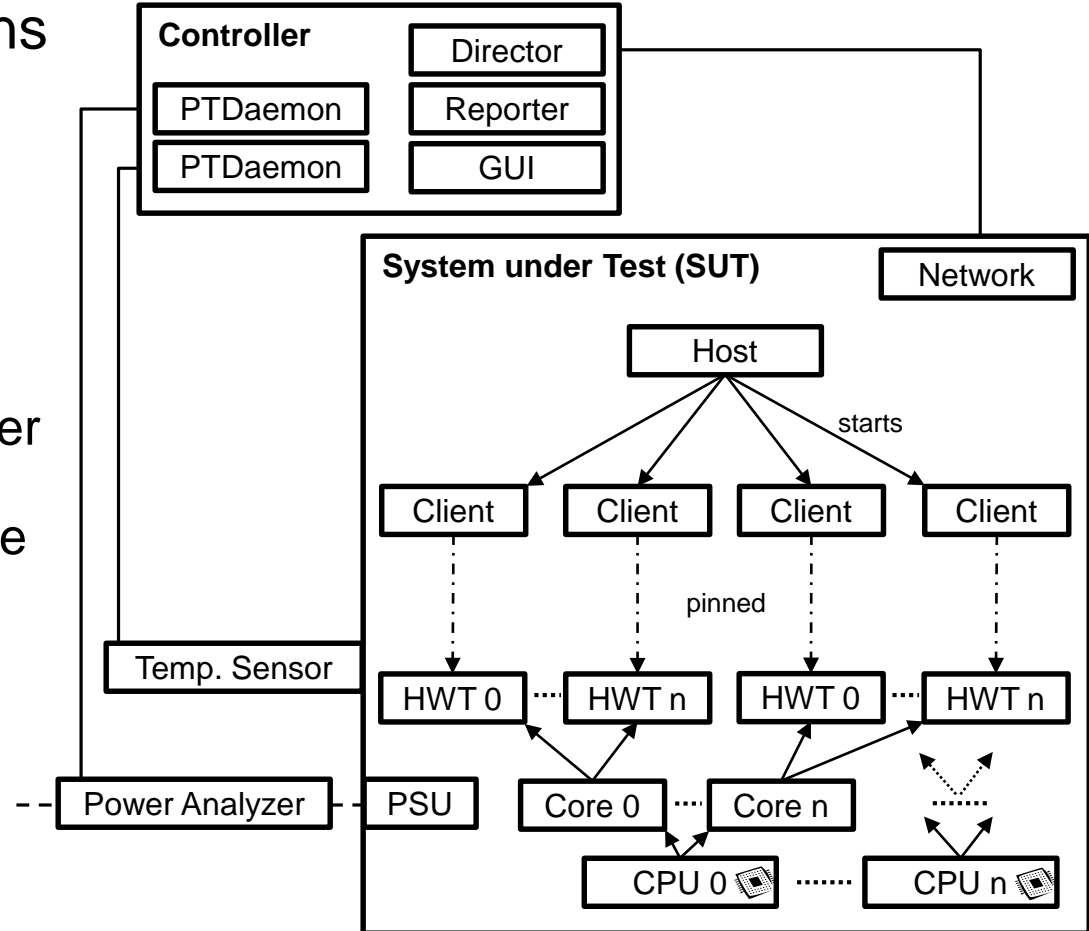 ns
er
e
Controller
Director
PTDaemon
Reporter
PTDaemon
GUI
System under Test (SUT)
Network
Host
starts
Client
Client
Client
Client
pinned
Temp. Sensor
HWT 0
HWT n
HWT 0
HWT n
Power Analyzer
PSU
Core 0
Core n
CPU 0
CPU n